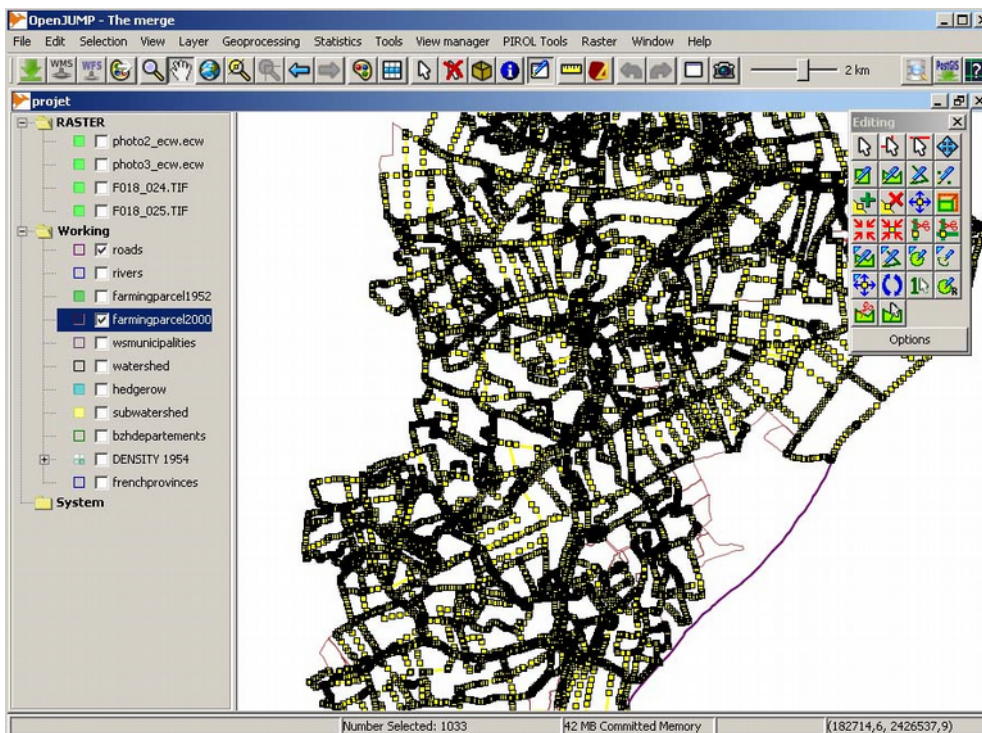 OpenJUMP - The merge
File Edit Selection View Layer Geoprocessing Statistics Tools View manager PIROL Tools Raster Window Help
WMS WFS 2 km PostGIS
projet
Editing
RASTER
photo2_ecw.ecw
photo3_ecw.ecw
F018_024.TIF
F018_025.TIF
Working
roads
rivers
farmingparcel1952
farmingparcel2000
wsmunicipalities
watershed
hedgerow
subwatershed
bzhdepartements
DENSITY 1954
frenchprovinces
System
Options
Number Selected: 1033 42 MB Committed Memory (182714,6, 2426537,9)